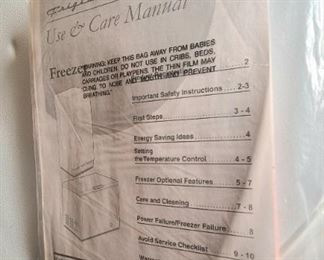 Use & Care Manual
Freezer
WARNING: KEEP THIS BAG AWAY FROM BABIES
AND CHILDREN. DO NOT USE IN CRIBS, BEDS,
CARRIAGES OR PLAYPENS. THE THIN FILM MAY
CLING TO NOSE AND MOUTH AND PREVENT
BREATHING."
2
Important Safety Instructions . . . . 2-3
First Steps . . . . 3 - 4
Energy Saving Ideas . . . . 4
Setting
the Temperature Control . . . . 4 - 5
Freezer Optional Features . . . . 5 - 7
Care and Cleaning . . . . 7 - 8
Power Failure/Freezer Failure . . . . 8
Avoid Service Checklist . . . . 9 - 10